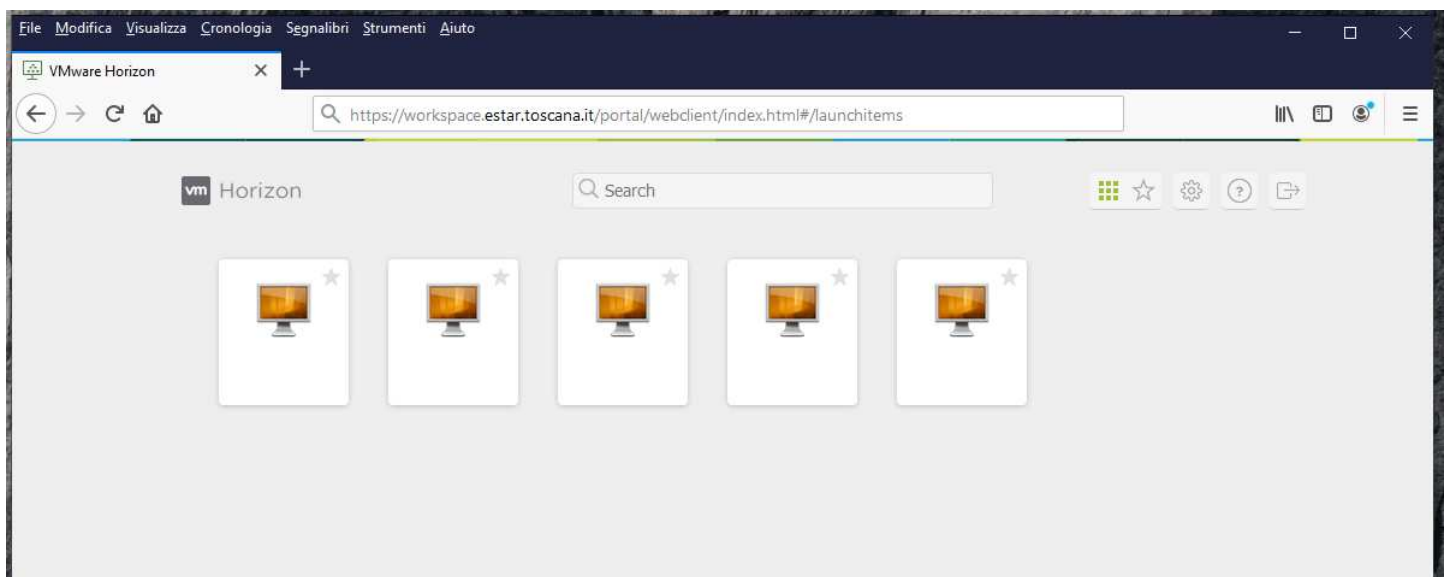 File Modifica Visualizza Cronologia Segnalibri Strumenti Aiuto
VMware Horizon
https://workspace.estar.toscana.it/portal/webclient/index.html#/launchitems
vm Horizon
Search
?